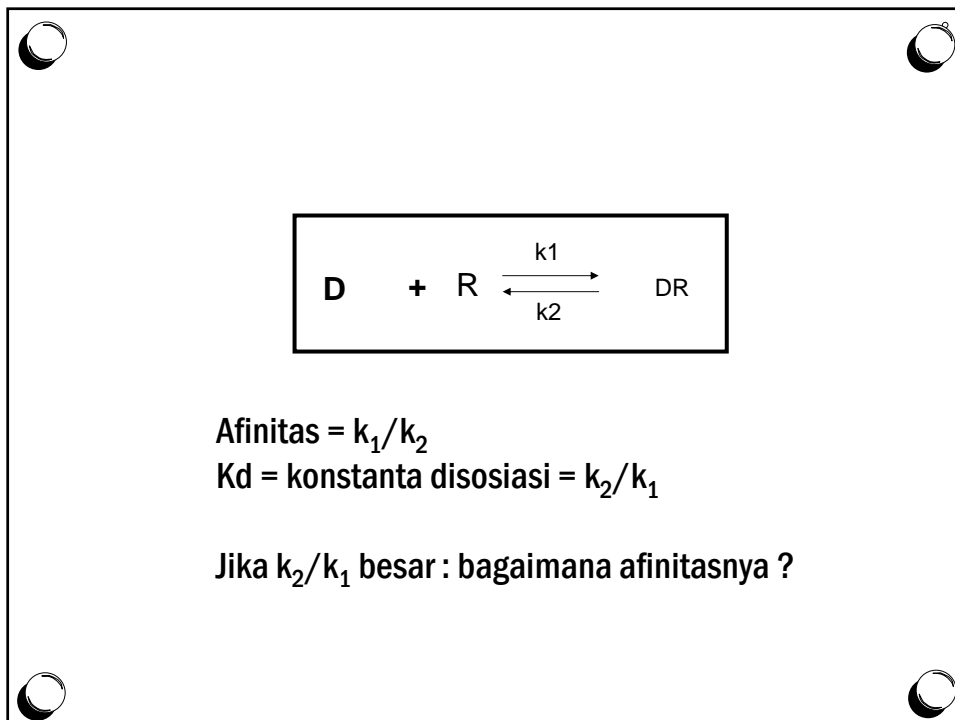 k1
D + R DR
k2
Afinitas = k₁/k₂
Kd = konstanta disosiasi = k₂/k₁
Jika k₂/k₁ besar : bagaimana afinitasnya ?